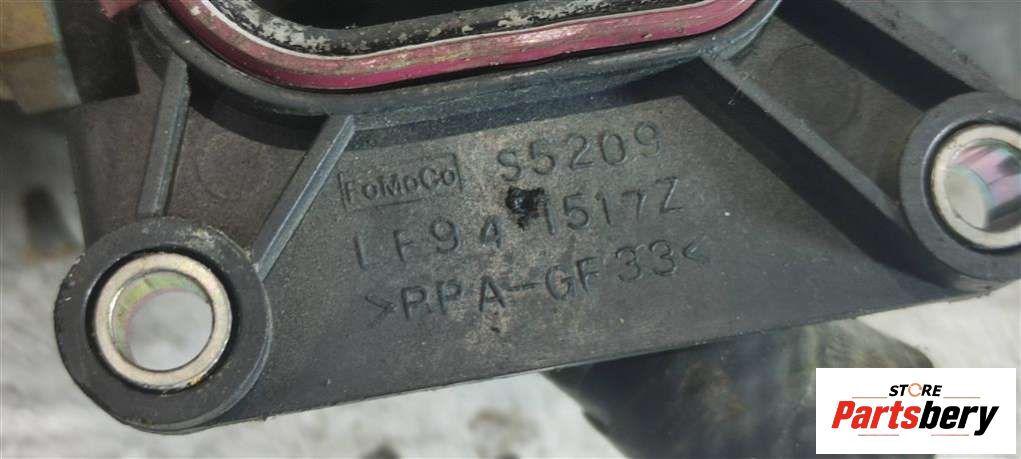 FoMoCo S5209
LF94 1517Z
>PPA-GF33<
STORE
Partsbery